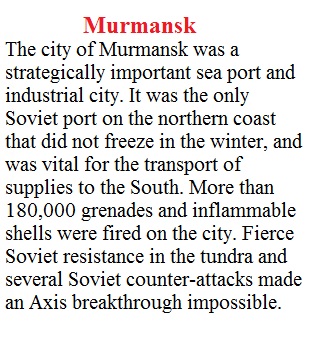 Murmansk
The city of Murmansk was a
strategically important sea port and
industrial city. It was the only
Soviet port on the northern coast
that did not freeze in the winter, and
was vital for the transport of
supplies to the South. More than
180,000 grenades and inflammable
shells were fired on the city. Fierce
Soviet resistance in the tundra and
several Soviet counter-attacks made
an Axis breakthrough impossible.